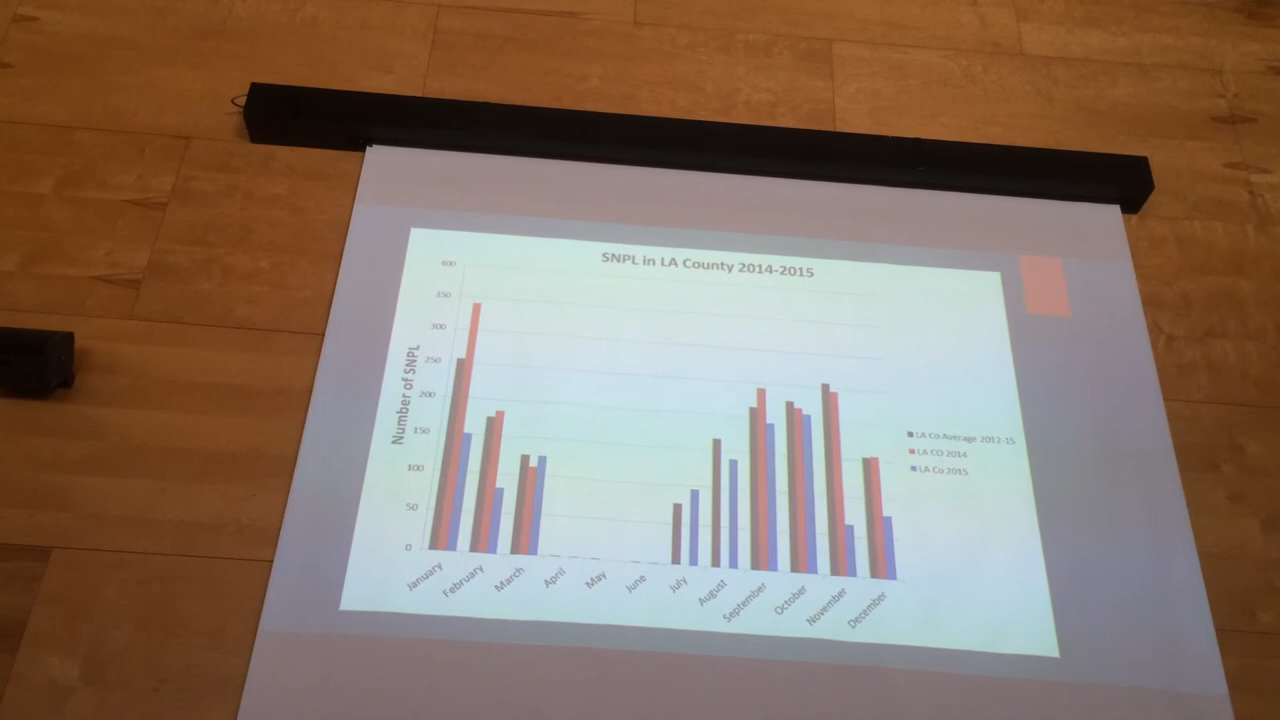 SNPL in LA County 2014-2015
Number of SNPL
400
350
300
250
200
150
100
50
0
January
February
March
April
May
June
July
August
September
October
November
December
LA Co Average 2012-15
LA CO 2014
LA Co 2015